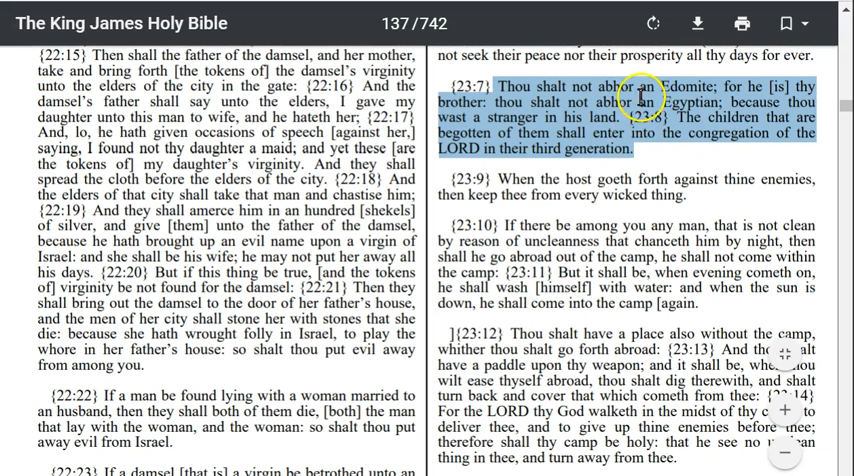 The King James Holy Bible
137/742
{22:15} Then shall the father of the damsel, and her mother,
take and bring forth [the tokens of] the damsel's virginity
unto the elders of the city in the gate: {22:16} And the
damsel's father shall say unto the elders, I gave my
daughter unto this man to wife, and he hateth her; {22:17}
And, lo, he hath given occasions of speech [against her,]
saying, I found not thy daughter a maid; and yet these [are
the tokens of] my daughter's virginity. And they shall
spread the cloth before the elders of the city. {22:18} And
the elders of that city shall take that man and chastise him;
{22:19} And they shall amerce him in an hundred [shekels]
of silver, and give [them] unto the father of the damsel,
because he hath brought up an evil name upon a virgin of
Israel: and she shall be his wife; he may not put her away all
his days. {22:20} But if this thing be true, [and the tokens
of] virginity be not found for the damsel: {22:21} Then they
shall bring out the damsel to the door of her father's house,
and the men of her city shall stone her with stones that she
die: because she hath wrought folly in Israel, to play the
whore in her father's house: so shalt thou put evil away
from among you.
{22:22} If a man be found lying with a woman married to
an husband, then they shall both of them die, [both] the man
that lay with the woman, and the woman: so shalt thou put
away evil from Israel.
{22:23} If a damsel [that is] a virgin be betrothed unto an
not seek their peace nor their prosperity all thy days for ever.
{23:7} Thou shalt not abhor an Edomite; for he [is] thy
brother: thou shalt not abhor an Egyptian; because thou
wast a stranger in his land. {23:8} The children that are
begotten of them shall enter into the congregation of the
LORD in their third generation.
{23:9} When the host goeth forth against thine enemies,
then keep thee from every wicked thing.
{23:10} If there be among you any man, that is not clean
by reason of uncleanness that chanceth him by night, then
shall he go abroad out of the camp, he shall not come within
the camp: {23:11} But it shall be, when evening cometh on,
he shall wash [himself] with water: and when the sun is
down, he shall come into the camp [again.
]{23:12} Thou shalt have a place also without the camp,
whither thou shalt go forth abroad: {23:13} And thou shalt
have a paddle upon thy weapon; and it shall be, when thou
wilt ease thyself abroad, thou shalt dig therewith, and shalt
turn back and cover that which cometh from thee: {23:14}
For the LORD thy God walketh in the midst of thy camp, to
deliver thee, and to give up thine enemies before thee;
therefore shall thy camp be holy: that he see no unclean
thing in thee, and turn away from thee.